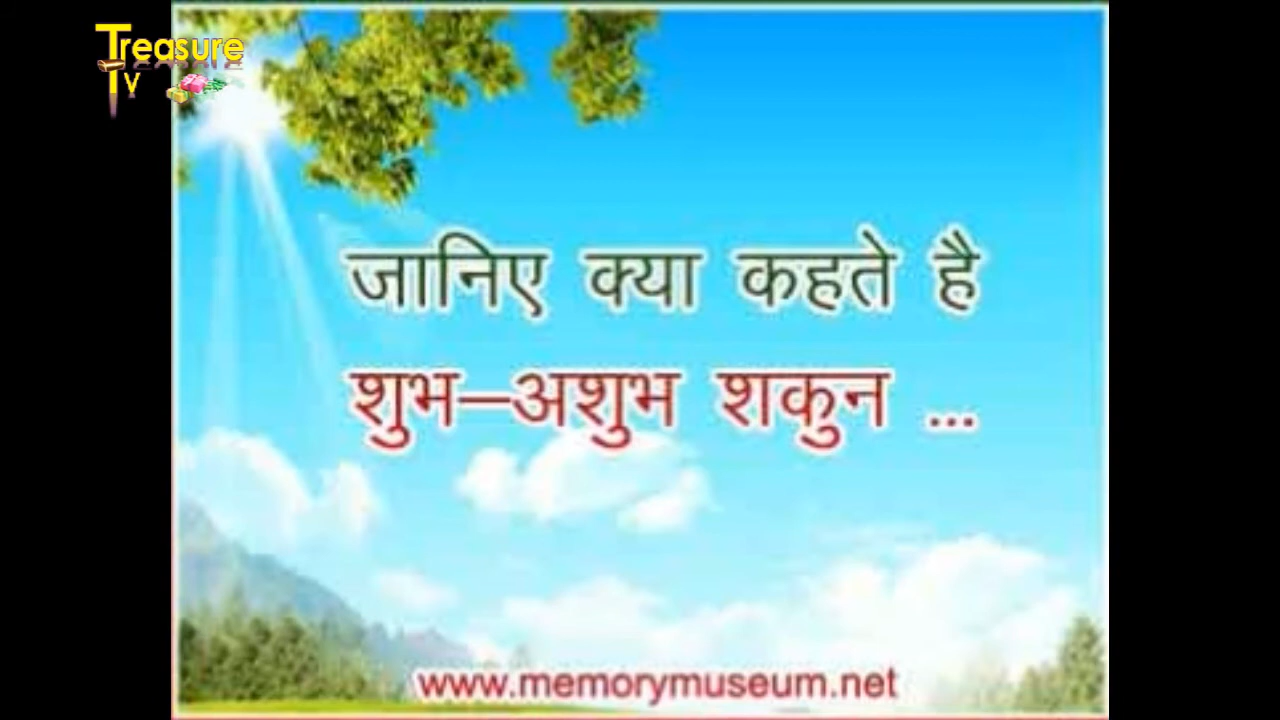 Treasure
Tv
जानिए क्या कहते है
शुभ–अशुभ शकुन ...
www.memorymuseum.net